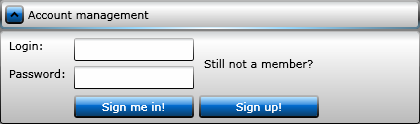 Account management
Login:
Still not a member?
Password:
Sign me in! Sign up!